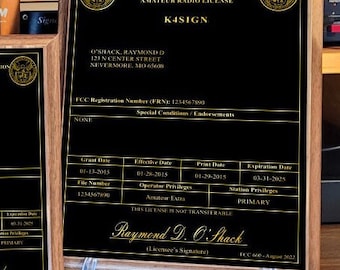 AMATEUR RADIO LICENSE
K4SIGN
O'SHACK, RAYMOND D
123 N CENTER STREET
NEVERMORE, MO 65608
FCC Registration Number (FRN): 1234567890
Special Conditions / Endorsements
NONE
Grant Date Effective Date Print Date Expiration Date
01-13-2015 01-28-2015 01-29-2015 03-31-2025
File Number Operator Privileges Station Privileges
1234567890 Amateur Extra PRIMARY
THIS LICENSE IS NOT TRANSFERABLE
Raymond D. O'Shack
(Licensee's Signature)
FCC 660 - August 2022
Expiration Date
03-31-2025
Station Privileges
PRIMARY